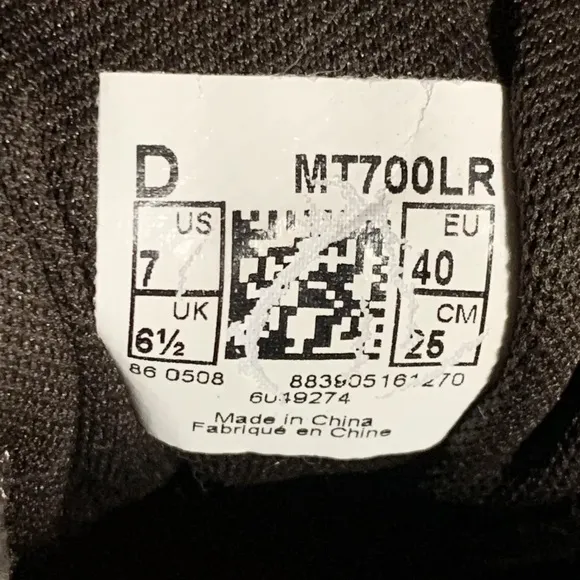 D MT700LR
US EU
7 40
UK CM
6½ 25
86 0508 883905161270
6049274
Made in China
Fabriqué en Chine